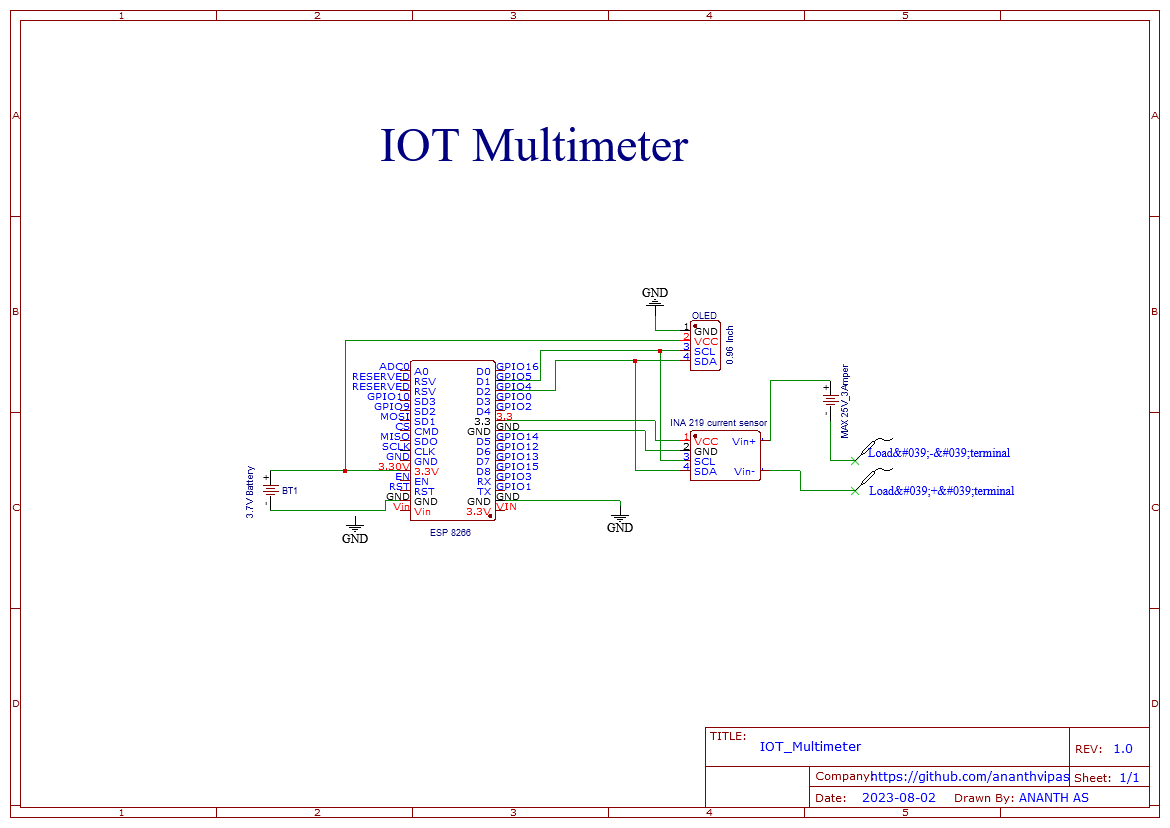 1 2 3 4 5
A A
IOT Multimeter
GND
B B
OLED
1 GND
2 VCC
3 SCL
4 SDA
0.96 Inch
ADC0 A0 D0 GPIO16
RESERVED RSV D1 GPIO5
RESERVED RSV D2 GPIO4
GPIO10 SD3 D3 GPIO0
GPIO9 SD2 D4 GPIO2
MOSI SD1 3.3 3.3
CS CMD GND GND
MISO SDO D5 GPIO14
SCLK CLK D6 GPIO12
GND GND D7 GPIO13
3.30V 3.3V D8 GPIO15
EN EN RX GPIO3
RST RST TX GPIO1
GND GND GND GND
Vin Vin 3.3V VIN
ESP 8266
3.7V Battery
+
BT1
-
GND
GND
INA 219 current sensor
1 VCC Vin+
2 GND
3 SCL
4 SDA Vin-
+
-
MAX 25V_3Amper
Load&#039;-&#039;terminal
Load&#039;+&#039;terminal
C C
D D
TITLE:
IOT_Multimeter
REV: 1.0
Company: https://github.com/ananthvipas
Sheet: 1/1
Date: 2023-08-02 Drawn By: ANANTH AS
1 2 3 4 5